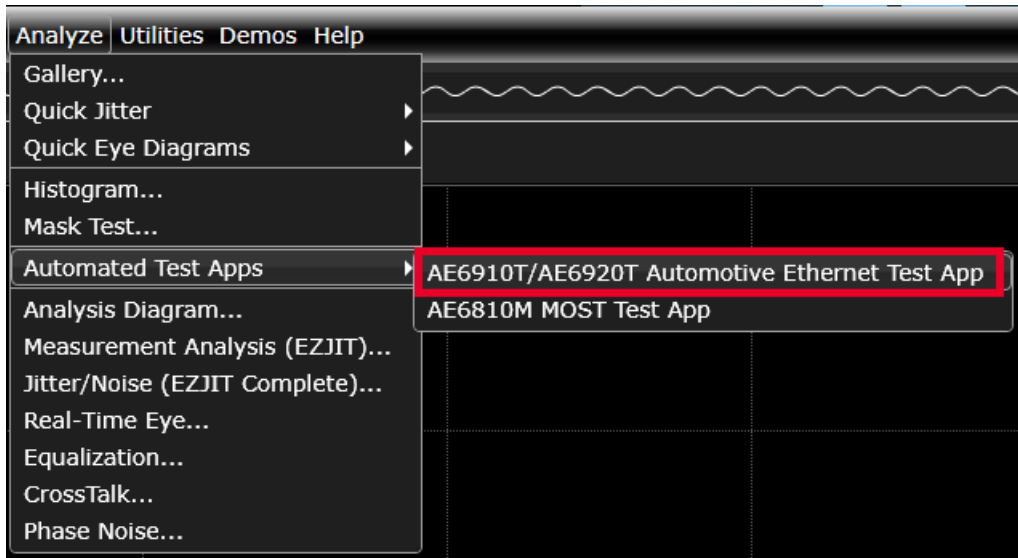 Analyze Utilities Demos Help
Gallery...
Quick Jitter
Quick Eye Diagrams
Histogram...
Mask Test...
Automated Test Apps
AE6910T/AE6920T Automotive Ethernet Test App
AE6810M MOST Test App
Analysis Diagram...
Measurement Analysis (EZJIT)...
Jitter/Noise (EZJIT Complete)...
Real-Time Eye...
Equalization...
CrossTalk...
Phase Noise...